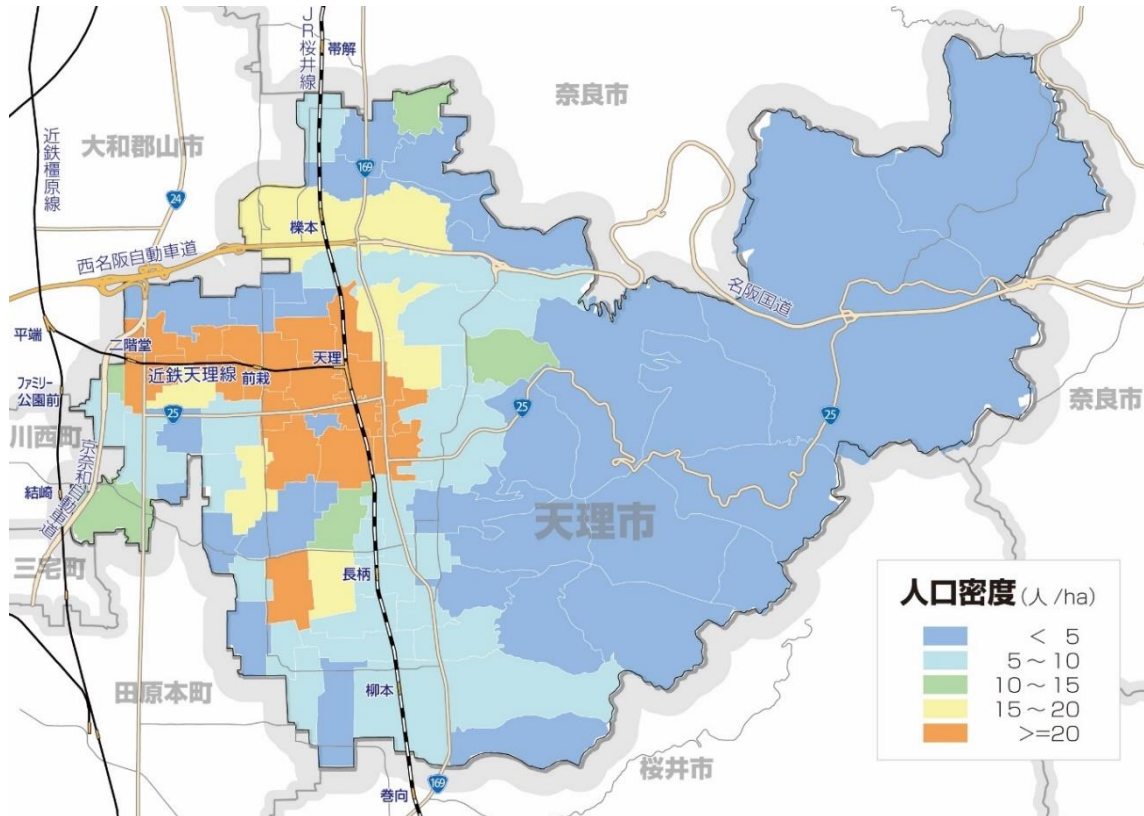 JR桜井線
帯解
奈良市
近鉄橿原線
大和郡山市
169
24
櫟本
西名阪自動車道
名阪国道
平端
二階堂
天理
近鉄天理線
前栽
ファミリー
公園前
25
25
25
奈良市
川西町
京奈和自動車道
結崎
天理市
三宅町
長柄
人口密度(人/ha)
< 5
5~10
10~15
15~20
>=20
田原本町
柳本
桜井市
169
巻向